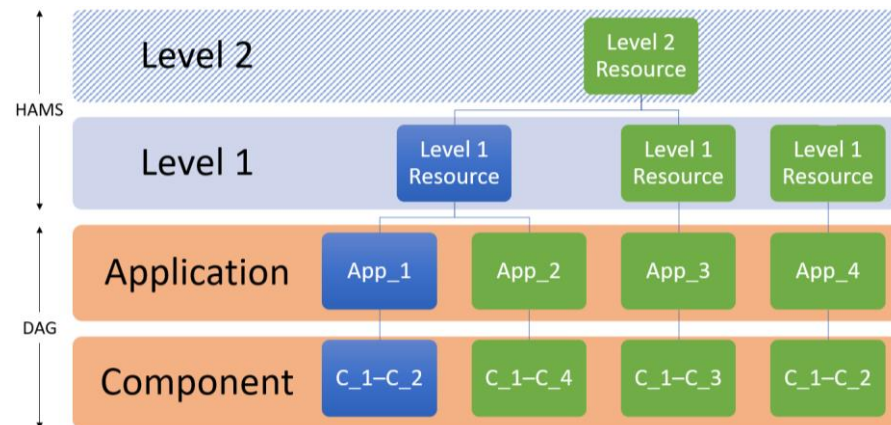 Level 2
Level 2
Resource
HAMS
Level 1
Level 1
Resource
Level 1
Resource
Level 1
Resource
Application
App_1
App_2
App_3
App_4
DAG
Component
C_1–C_2
C_1–C_4
C_1–C_3
C_1–C_2